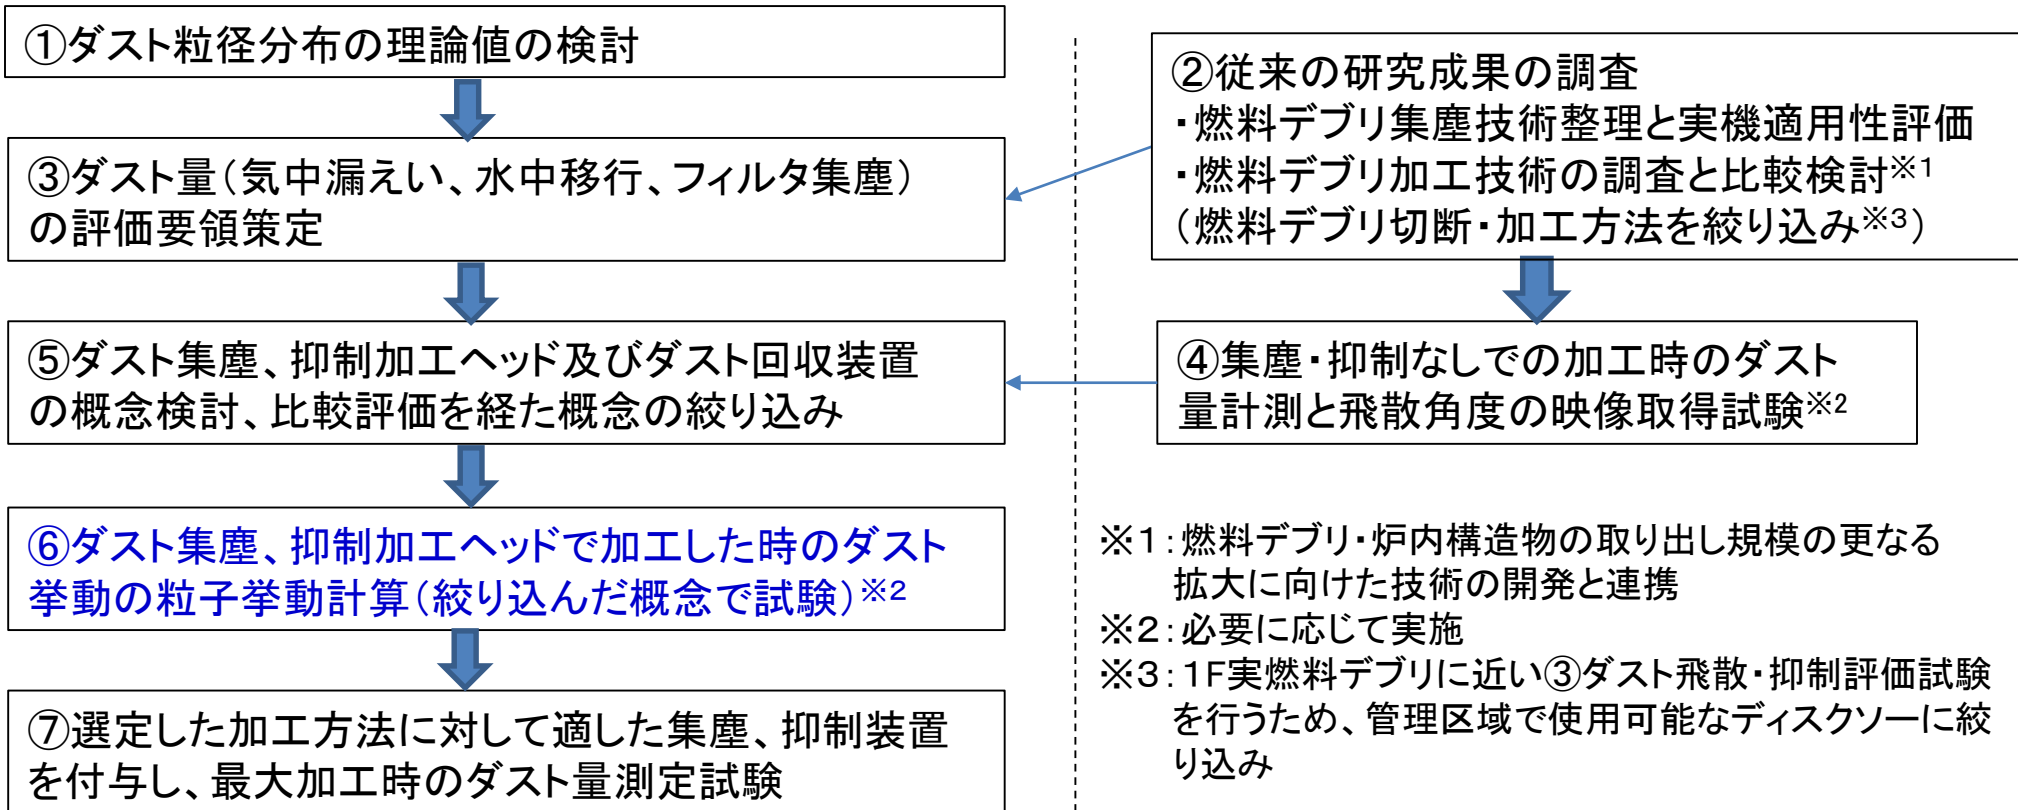 ①ダスト粒径分布の理論値の検討
③ダスト量(気中漏えい、水中移行、フィルタ集塵)
の評価要領策定
⑤ダスト集塵、抑制加工ヘッド及びダスト回収装置
の概念検討、比較評価を経た概念の絞り込み
⑥ダスト集塵、抑制加工ヘッドで加工した時のダスト
挙動の粒子挙動計算(絞り込んだ概念で試験)※2
⑦選定した加工方法に対して適した集塵、抑制装置
を付与し、最大加工時のダスト量測定試験
②従来の研究成果の調査
・燃料デブリ集塵技術整理と実機適用性評価
・燃料デブリ加工技術の調査と比較検討※1
(燃料デブリ切断・加工方法を絞り込み※3)
④集塵・抑制なしでの加工時のダスト
量計測と飛散角度の映像取得試験※2
※1:燃料デブリ・炉内構造物の取り出し規模の更なる
拡大に向けた技術の開発と連携
※2:必要に応じて実施
※3:1F実燃料デブリに近い③ダスト飛散・抑制評価試験
を行うため、管理区域で使用可能なディスクソーに絞
り込み